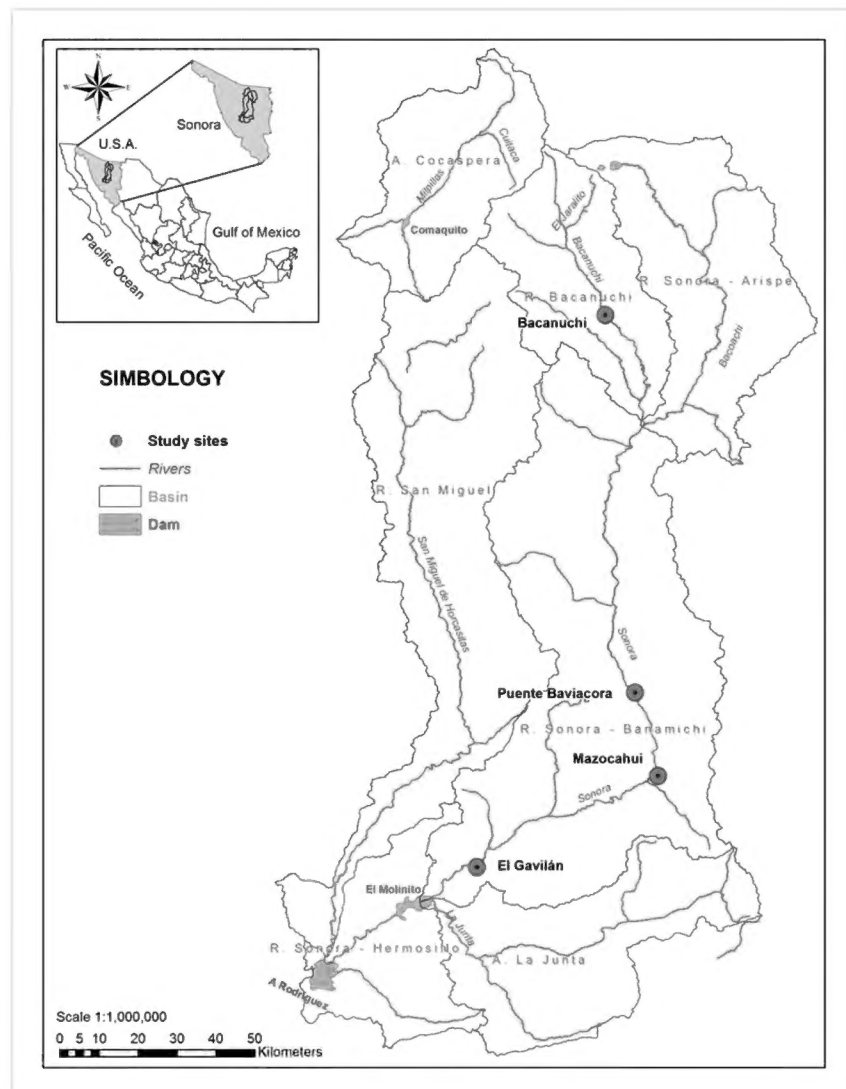 N
W
E
S
Sonora
U.S.A.
Gulf of Mexico
Pacific Ocean
SIMBOLOGY
Study sites
Rivers
Basin
Dam
A. Cocaspera
Milpillas
Cuitaca
Comaquito
El Jaralito
Bacanuchi
R. Bacanuchi
Bacanuchi
R. Sonora - Arispe
Bacoachi
R. San Miguel
San Miguel de Horcasitas
Sonora
Puente Baviacora
R. Sonora - Banamichi
Mazocahui
Sonora
El Gavilán
El Molinito
La Junta
R. Sonora - Hermosillo
A. La Junta
A Rodríguez
Scale 1:1,000,000
0 5 10 20 30 40 50
Kilometers